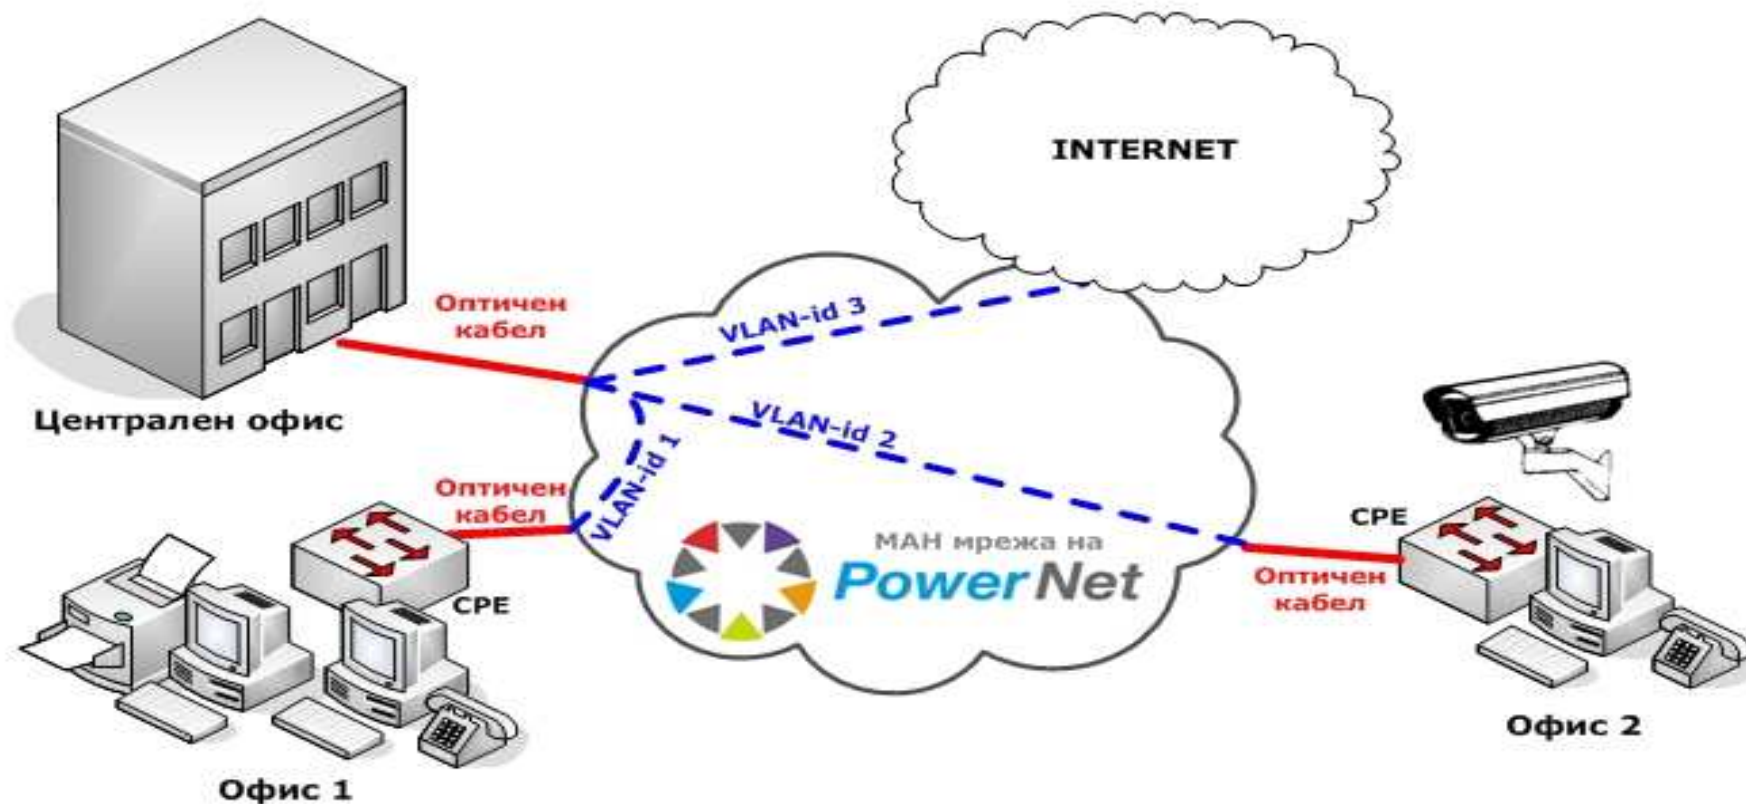 INTERNET
Оптичен
кабел
VLAN-id 3
Централен офис
VLAN-id 2
VLAN-id 1
Оптичен
кабел
CPE
CPE
МАН мрежа на
PowerNet
Оптичен
кабел
Офис 2
Офис 1